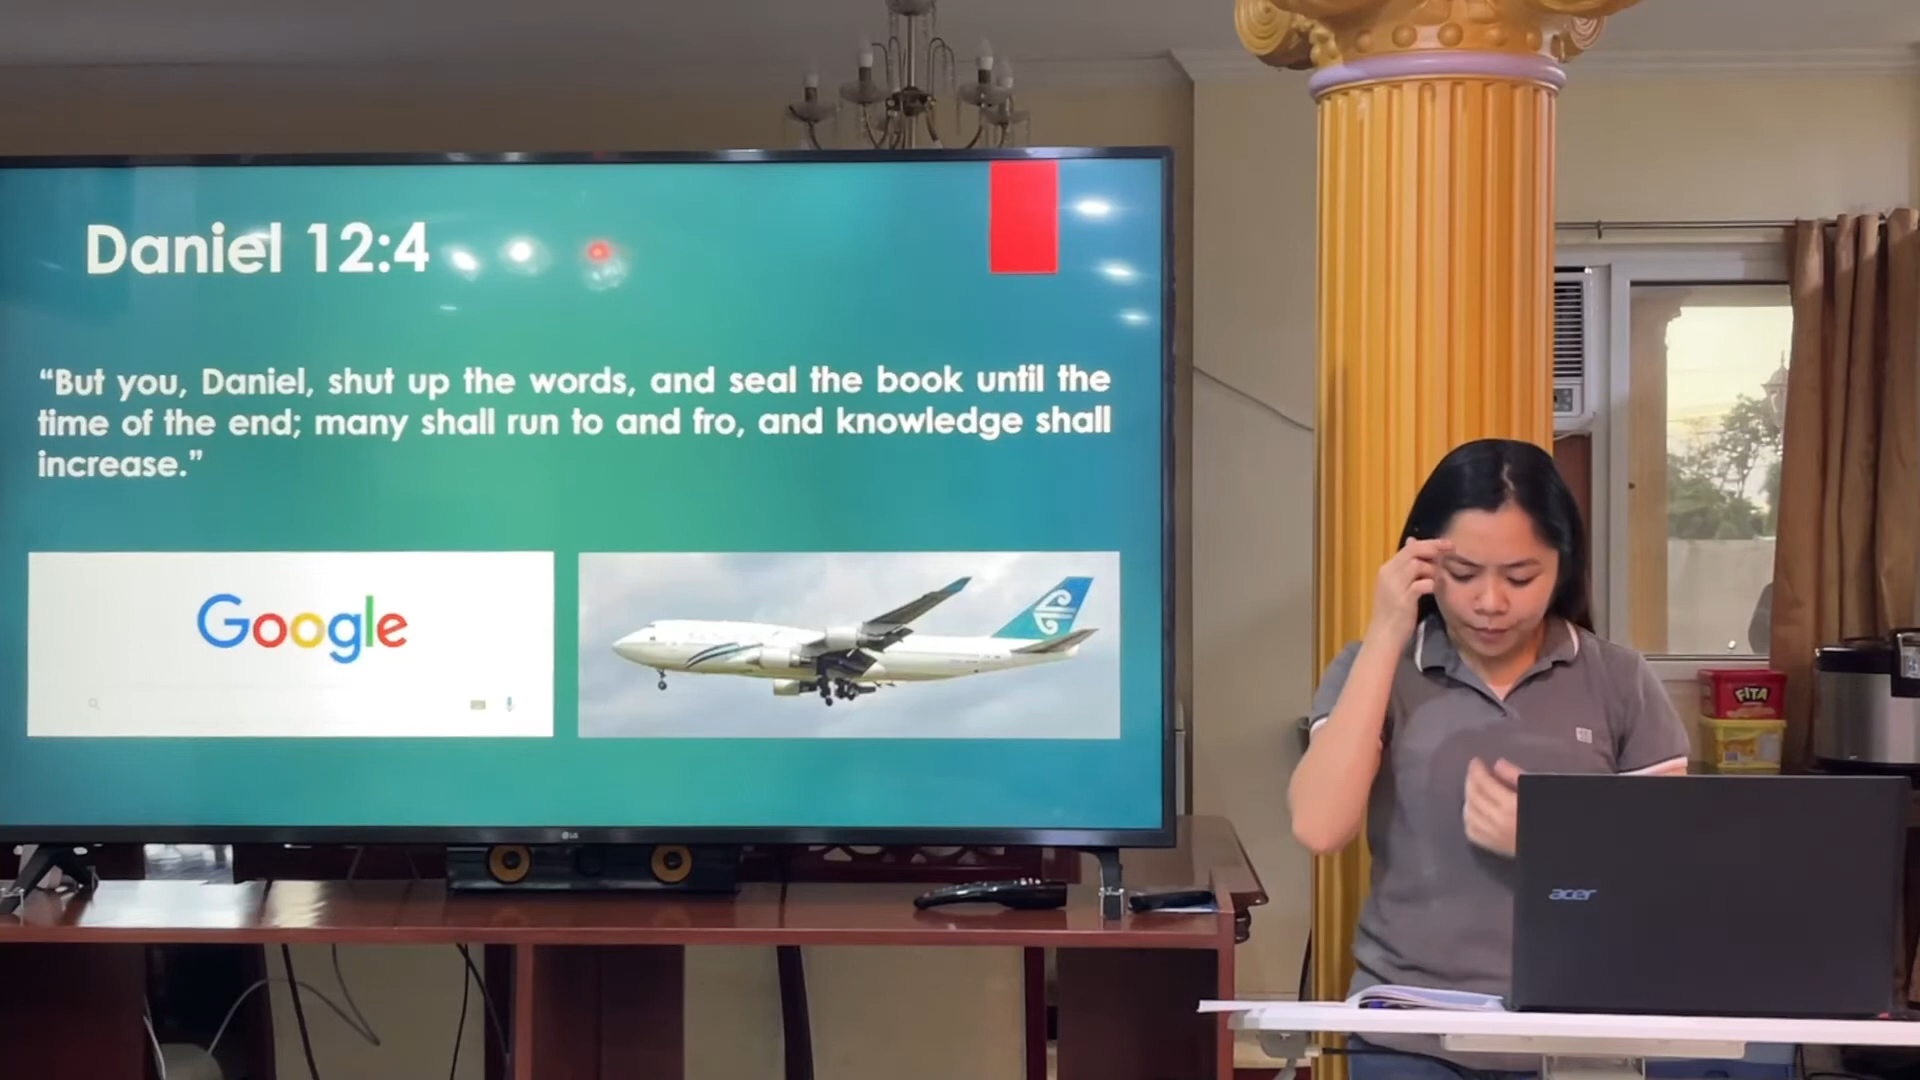 Daniel 12:4
“But you, Daniel, shut up the words, and seal the book until the
time of the end; many shall run to and fro, and knowledge shall
increase.”
Google
LG
FITA
acer